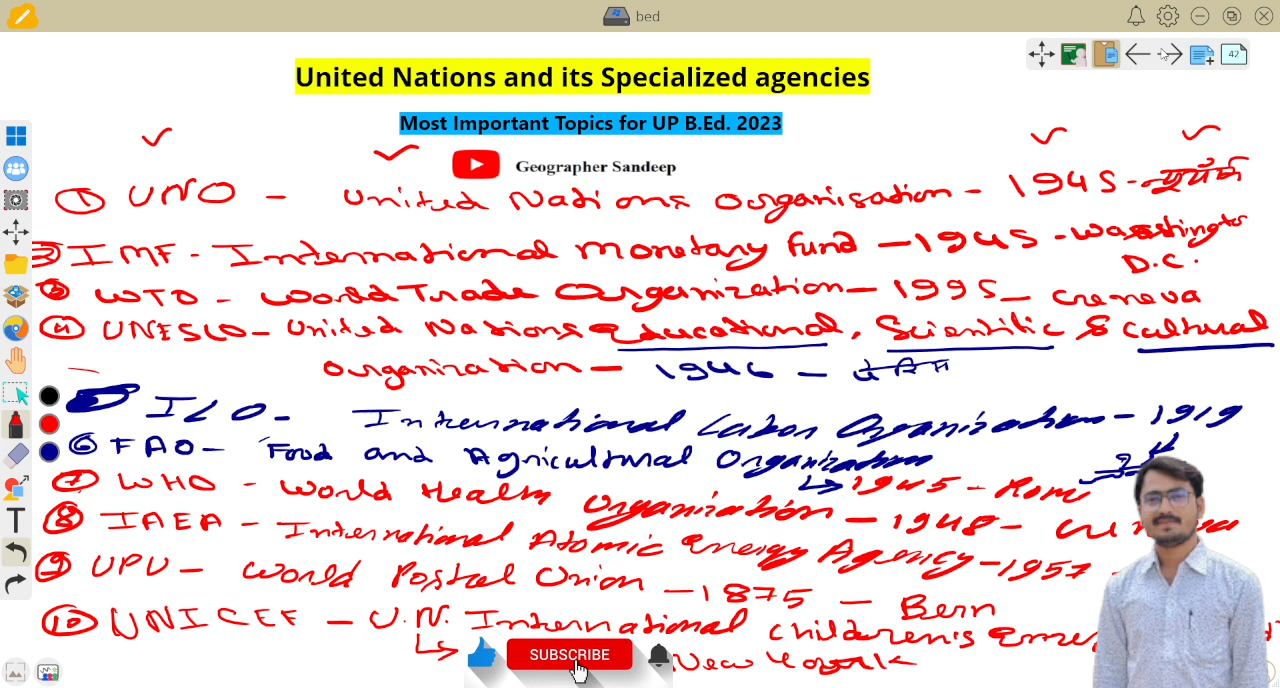 bed
42
United Nations and its Specialized agencies
Most Important Topics for UP B.Ed. 2023
Geographer Sandeep
① UNO - United Nations Organisation - 1945 -
IMF - International Monetary Fund - 1945 - Washington
D.C.
③ WTO - World Trade Organization - 1995 - Geneva
④ UNESCO - United Nations Educational, Scientific & Cultural
Organization - 1946 - पेरिस
ILO - International Labor Organization - 1919
⑥ FAO - Food and Agricultural Organization
↳ 1945 - Rome
⑦ WHO - World Health Organization - 1948 -
⑧ IAEA - International Atomic Energy Agency - 1957 -
⑨ UPU - World Postal Union - 1875 - Bern
⑩ UNICEF - U.N. International Children's
↳ New York
SUBSCRIBE